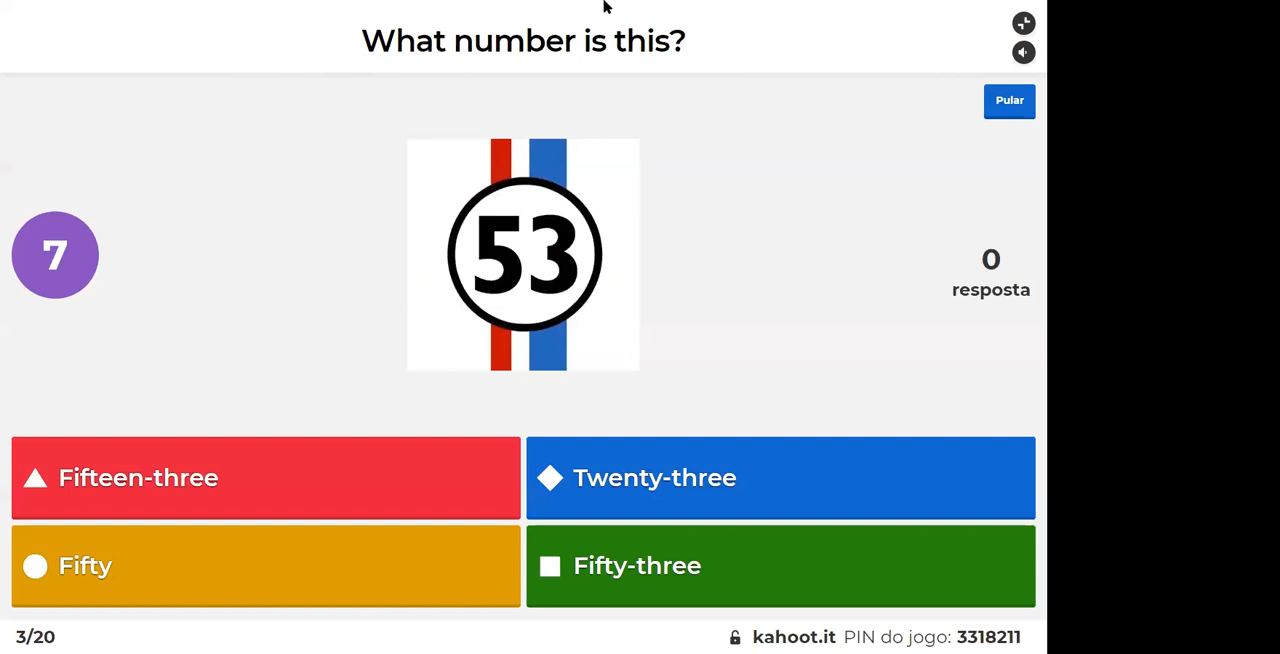 What number is this?
Pular
7
53
0
resposta
Fifteen-three
Twenty-three
Fifty
Fifty-three
3/20
kahoot.it PIN do jogo: 3318211